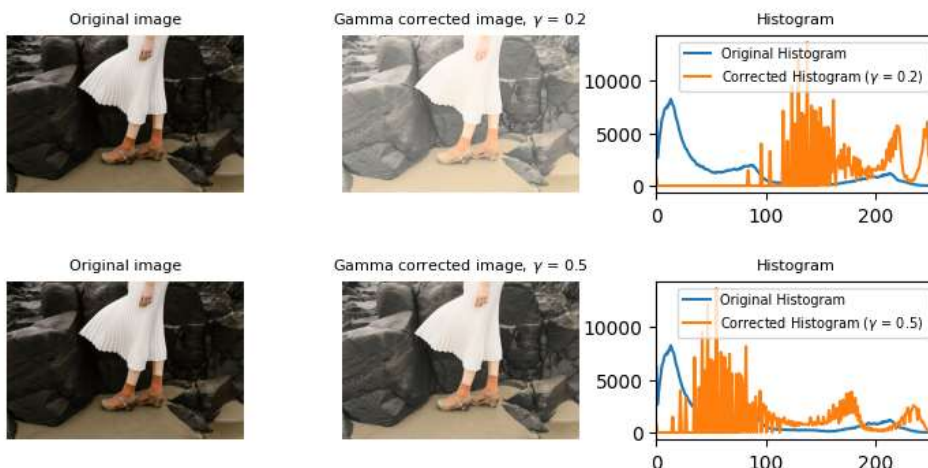 Original image
Gamma corrected image, γ = 0.2
Histogram
Original Histogram
Corrected Histogram (γ = 0.2)
10000
5000
0
0 100 200
Original image
Gamma corrected image, γ = 0.5
Histogram
Original Histogram
Corrected Histogram (γ = 0.5)
10000
5000
0
0 100 200